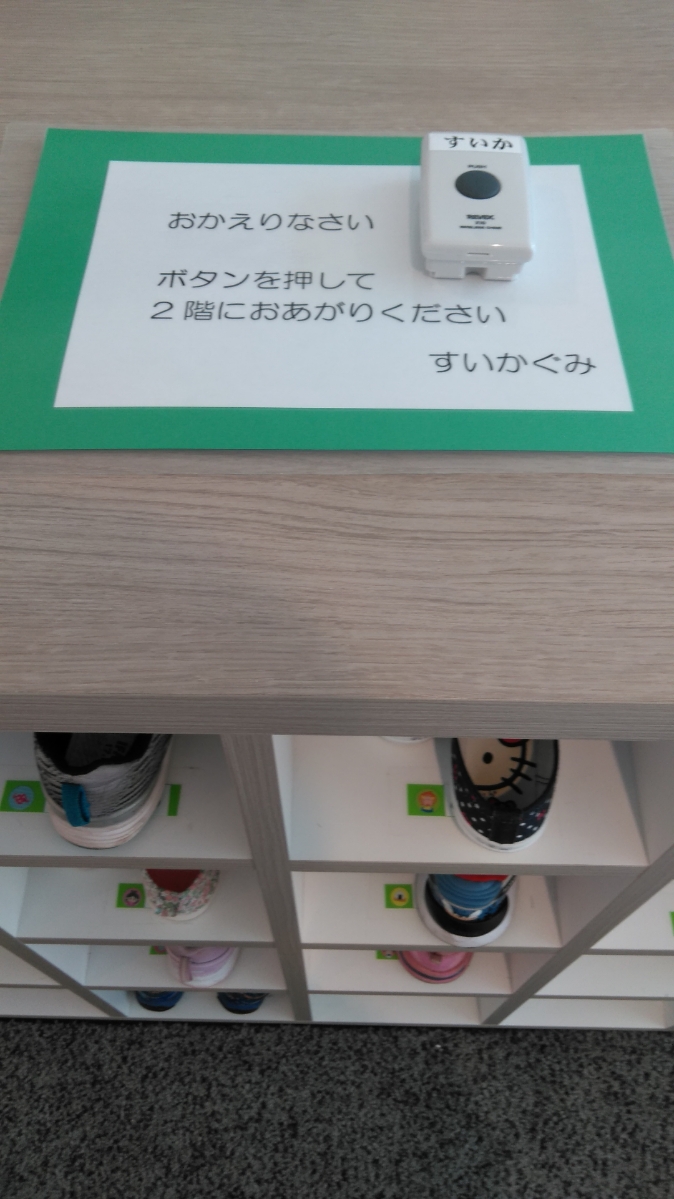 すいか
PUSH
REVEX
おかえりなさい
ボタンを押して
2階におあがりください
すいかぐみ